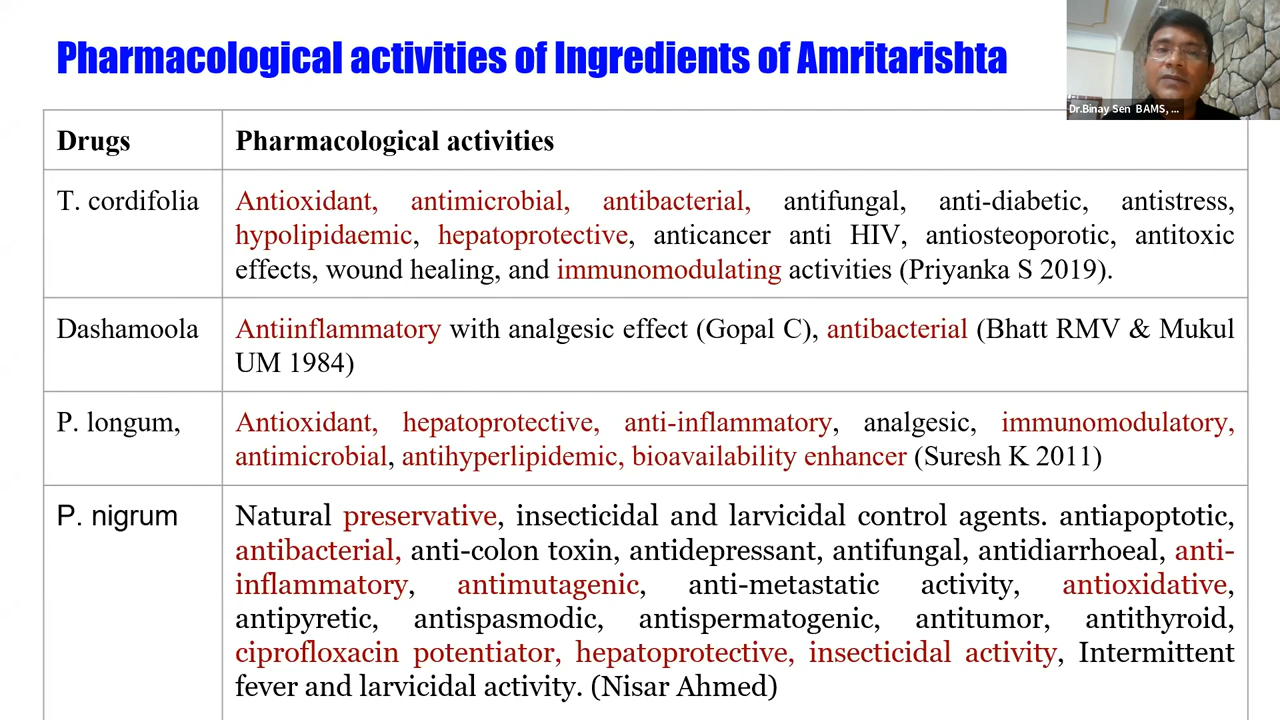 Pharmacological activities of Ingredients of Amritarishta
Dr.Binay Sen BAMS, ...
Drugs
Pharmacological activities
T. cordifolia
Antioxidant, antimicrobial, antibacterial, antifungal, anti-diabetic, antistress,
hypolipidaemic, hepatoprotective, anticancer anti HIV, antiosteoporotic, antitoxic
effects, wound healing, and immunomodulating activities (Priyanka S 2019).
Dashamoola
Antiinflammatory with analgesic effect (Gopal C), antibacterial (Bhatt RMV & Mukul
UM 1984)
P. longum,
Antioxidant, hepatoprotective, anti-inflammatory, analgesic, immunomodulatory,
antimicrobial, antihyperlipidemic, bioavailability enhancer (Suresh K 2011)
P. nigrum
Natural preservative, insecticidal and larvicidal control agents. antiapoptotic,
antibacterial, anti-colon toxin, antidepressant, antifungal, antidiarrhoeal, anti-
inflammatory, antimutagenic, anti-metastatic activity, antioxidative,
antipyretic, antispasmodic, antispermatogenic, antitumor, antithyroid,
ciprofloxacin potentiator, hepatoprotective, insecticidal activity, Intermittent
fever and larvicidal activity. (Nisar Ahmed)